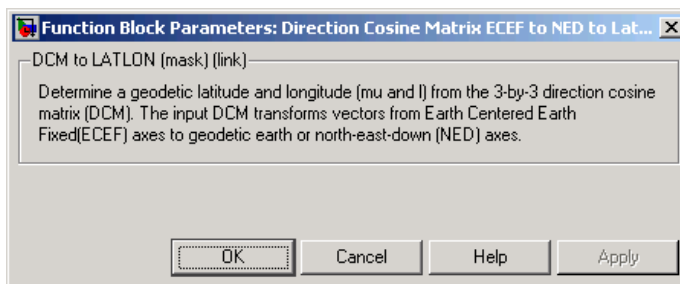 Function Block Parameters: Direction Cosine Matrix ECEF to NED to Lat...
DCM to LATLON (mask) (link)
Determine a geodetic latitude and longitude (mu and l) from the 3-by-3 direction cosine
matrix (DCM). The input DCM transforms vectors from Earth Centered Earth
Fixed(ECEF) axes to geodetic earth or north-east-down (NED) axes.
OK Cancel Help Apply